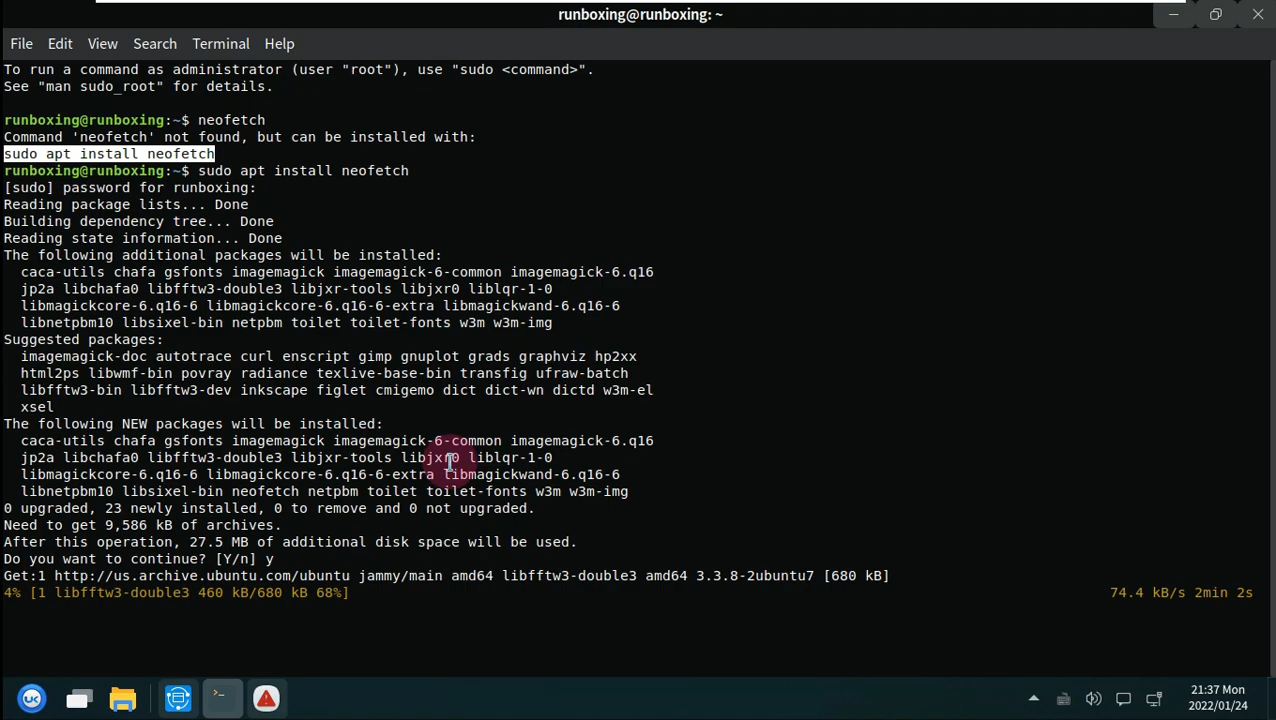 runboxing@runboxing: ~
File Edit View Search Terminal Help
To run a command as administrator (user "root"), use "sudo <command>".
See "man sudo_root" for details.
runboxing@runboxing:~$ neofetch
Command 'neofetch' not found, but can be installed with:
sudo apt install neofetch
runboxing@runboxing:~$ sudo apt install neofetch
[sudo] password for runboxing:
Reading package lists... Done
Building dependency tree... Done
Reading state information... Done
The following additional packages will be installed:
caca-utils chafa gsfonts imagemagick imagemagick-6-common imagemagick-6.q16
jp2a libchafa0 libfftw3-double3 libjxr-tools libjxr0 liblqr-1-0
libmagickcore-6.q16-6 libmagickcore-6.q16-6-extra libmagickwand-6.q16-6
libnetpbm10 libsixel-bin netpbm toilet toilet-fonts w3m w3m-img
Suggested packages:
imagemagick-doc autotrace curl enscript gimp gnuplot grads graphviz hp2xx
html2ps libwmf-bin povray radiance texlive-base-bin transfig ufraw-batch
libfftw3-bin libfftw3-dev inkscape figlet cmigemo dict dict-wn dictd w3m-el
xsel
The following NEW packages will be installed:
caca-utils chafa gsfonts imagemagick imagemagick-6-common imagemagick-6.q16
jp2a libchafa0 libfftw3-double3 libjxr-tools libjxr0 liblqr-1-0
libmagickcore-6.q16-6 libmagickcore-6.q16-6-extra libmagickwand-6.q16-6
libnetpbm10 libsixel-bin neofetch netpbm toilet toilet-fonts w3m w3m-img
0 upgraded, 23 newly installed, 0 to remove and 0 not upgraded.
Need to get 9,586 kB of archives.
After this operation, 27.5 MB of additional disk space will be used.
Do you want to continue? [Y/n] y
Get:1 http://us.archive.ubuntu.com/ubuntu jammy/main amd64 libfftw3-double3 amd64 3.3.8-2ubuntu7 [680 kB]
4% [1 libfftw3-double3 460 kB/680 kB 68%] 74.4 kB/s 2min 2s
21:37 Mon
2022/01/24